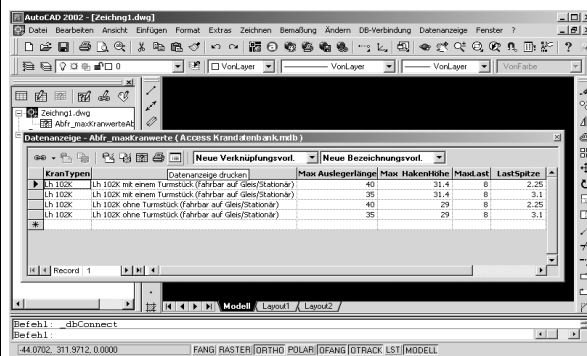 AutoCAD 2002 - [Zeichng1.dwg]
Datei Bearbeiten Ansicht Einfügen Format Extras Zeichnen Bemaßung Ändern DB-Verbindung Datenanzeige Fenster ?
0 VonLayer VonLayer VonLayer VonFarbe
Zeichng1.dwg
Abfr_maxKranwerteAb
Datenanzeige - Abfr_maxKranwerte ( Access Krandatenbank.mdb )
Neue Verknüpfungsvorl. Neue Bezeichnungsvorl.
KranTypen Datenanzeige drucken Max Auslegerlänge Max HakenHöhe MaxLast LastSpitze
Lh 102K Lh 102K mit einem Turmstück (fahrbar auf Gleis/Stationär) 40 31.4 8 2.25
Lh 102K Lh 102K mit einem Turmstück (fahrbar auf Gleis/Stationär) 35 31.4 8 3.1
Lh 102K Lh 102K ohne Turmstück (fahrbar auf Gleis/Stationär) 40 29 8 2.25
Lh 102K Lh 102K ohne Turmstück (fahrbar auf Gleis/Stationär) 35 29 8 3.1
Record 1
Modell Layout1 Layout2
Befehl: _dbConnect
Befehl:
-44.0702, 311.9712, 0.0000 FANG RASTER ORTHO POLAR OFANG OTRACK LST MODELL